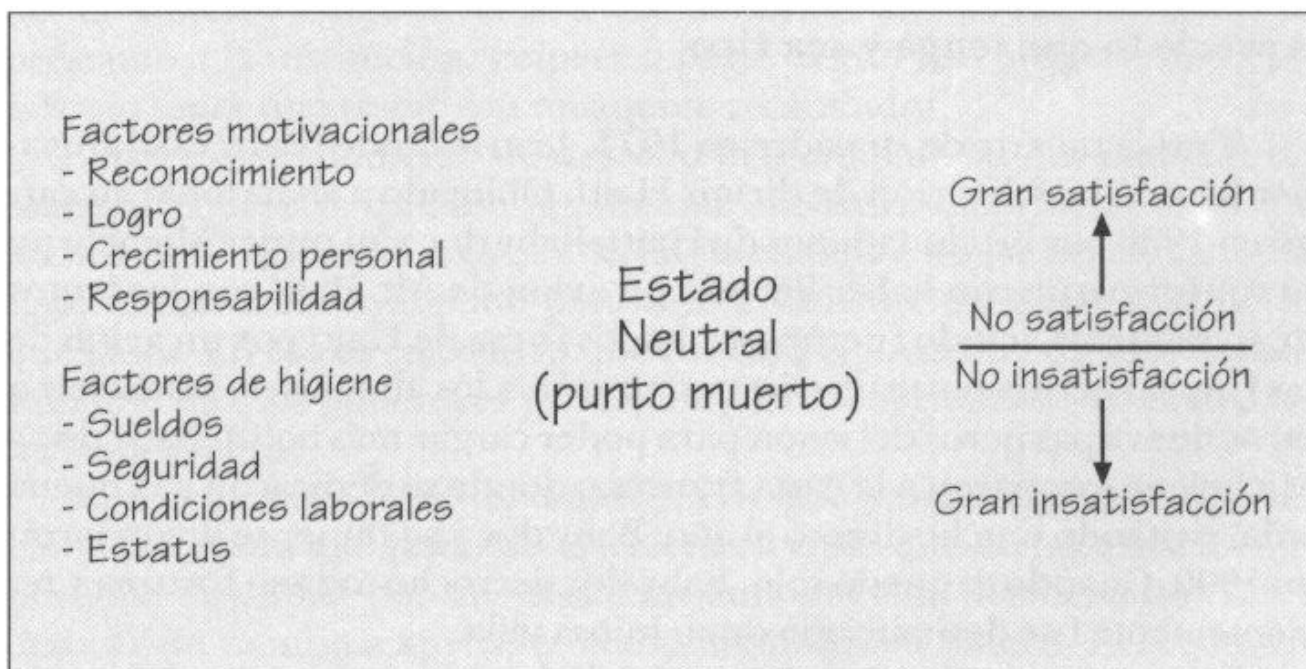 Factores motivacionales
- Reconocimiento
- Logro
- Crecimiento personal
- Responsabilidad
Factores de higiene
- Sueldos
- Seguridad
- Condiciones laborales
- Estatus
Estado
Neutral
(punto muerto)
Gran satisfacción
No satisfacción
No insatisfacción
Gran insatisfacción